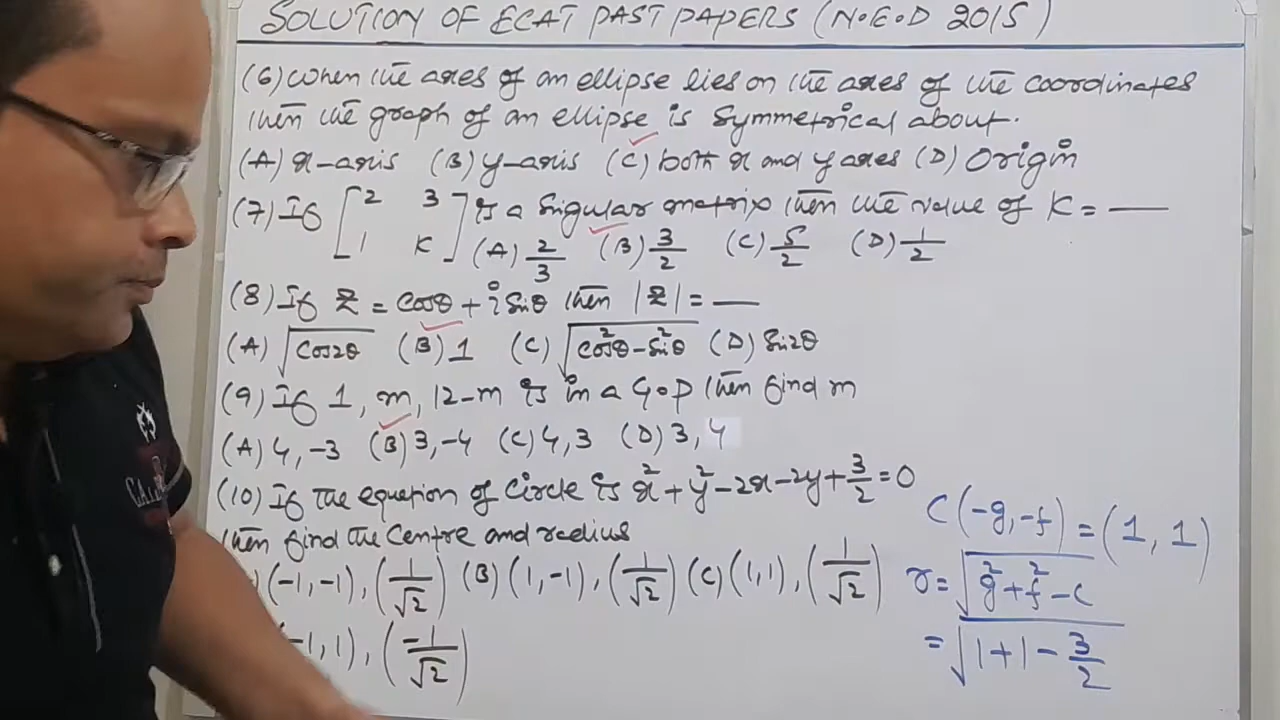 SOLUTION OF ECAT PAST PAPERS (N.E.D 2015)
(6) When the axes of an ellipse lies on the axes of the coordinates
then the graph of an ellipse is Symmetrical about.
(A) x-axis (B) y-axis (C) both x and y axes (D) Origin
(7) If [2 3
1 K] is a Singular matrix then the value of K = —
(A) 2/3 (B) 3/2 (C) 5/2 (D) 1/2
(8) If Z = cosθ + i sinθ then |Z| = —
(A) √cos2θ (B) 1 (C) √cos²θ-sin²θ (D) Sin2θ
(9) If 1, m, 12-m is in a G.P then find m
(A) 4, -3 (B) 3, -4 (C) 4, 3 (D) 3, 4
(10) If the equation of circle is x² + y² - 2x - 2y + 3/2 = 0
then find the centre and radius
) (-1, -1), (1/√2) (B) (1, -1), (1/√2) (C) (1, 1), (1/√2)
-1, 1), (-1/√2)
C(-g, -f) = (1, 1)
r = √g² + f² - c
= √1 + 1 - 3/2